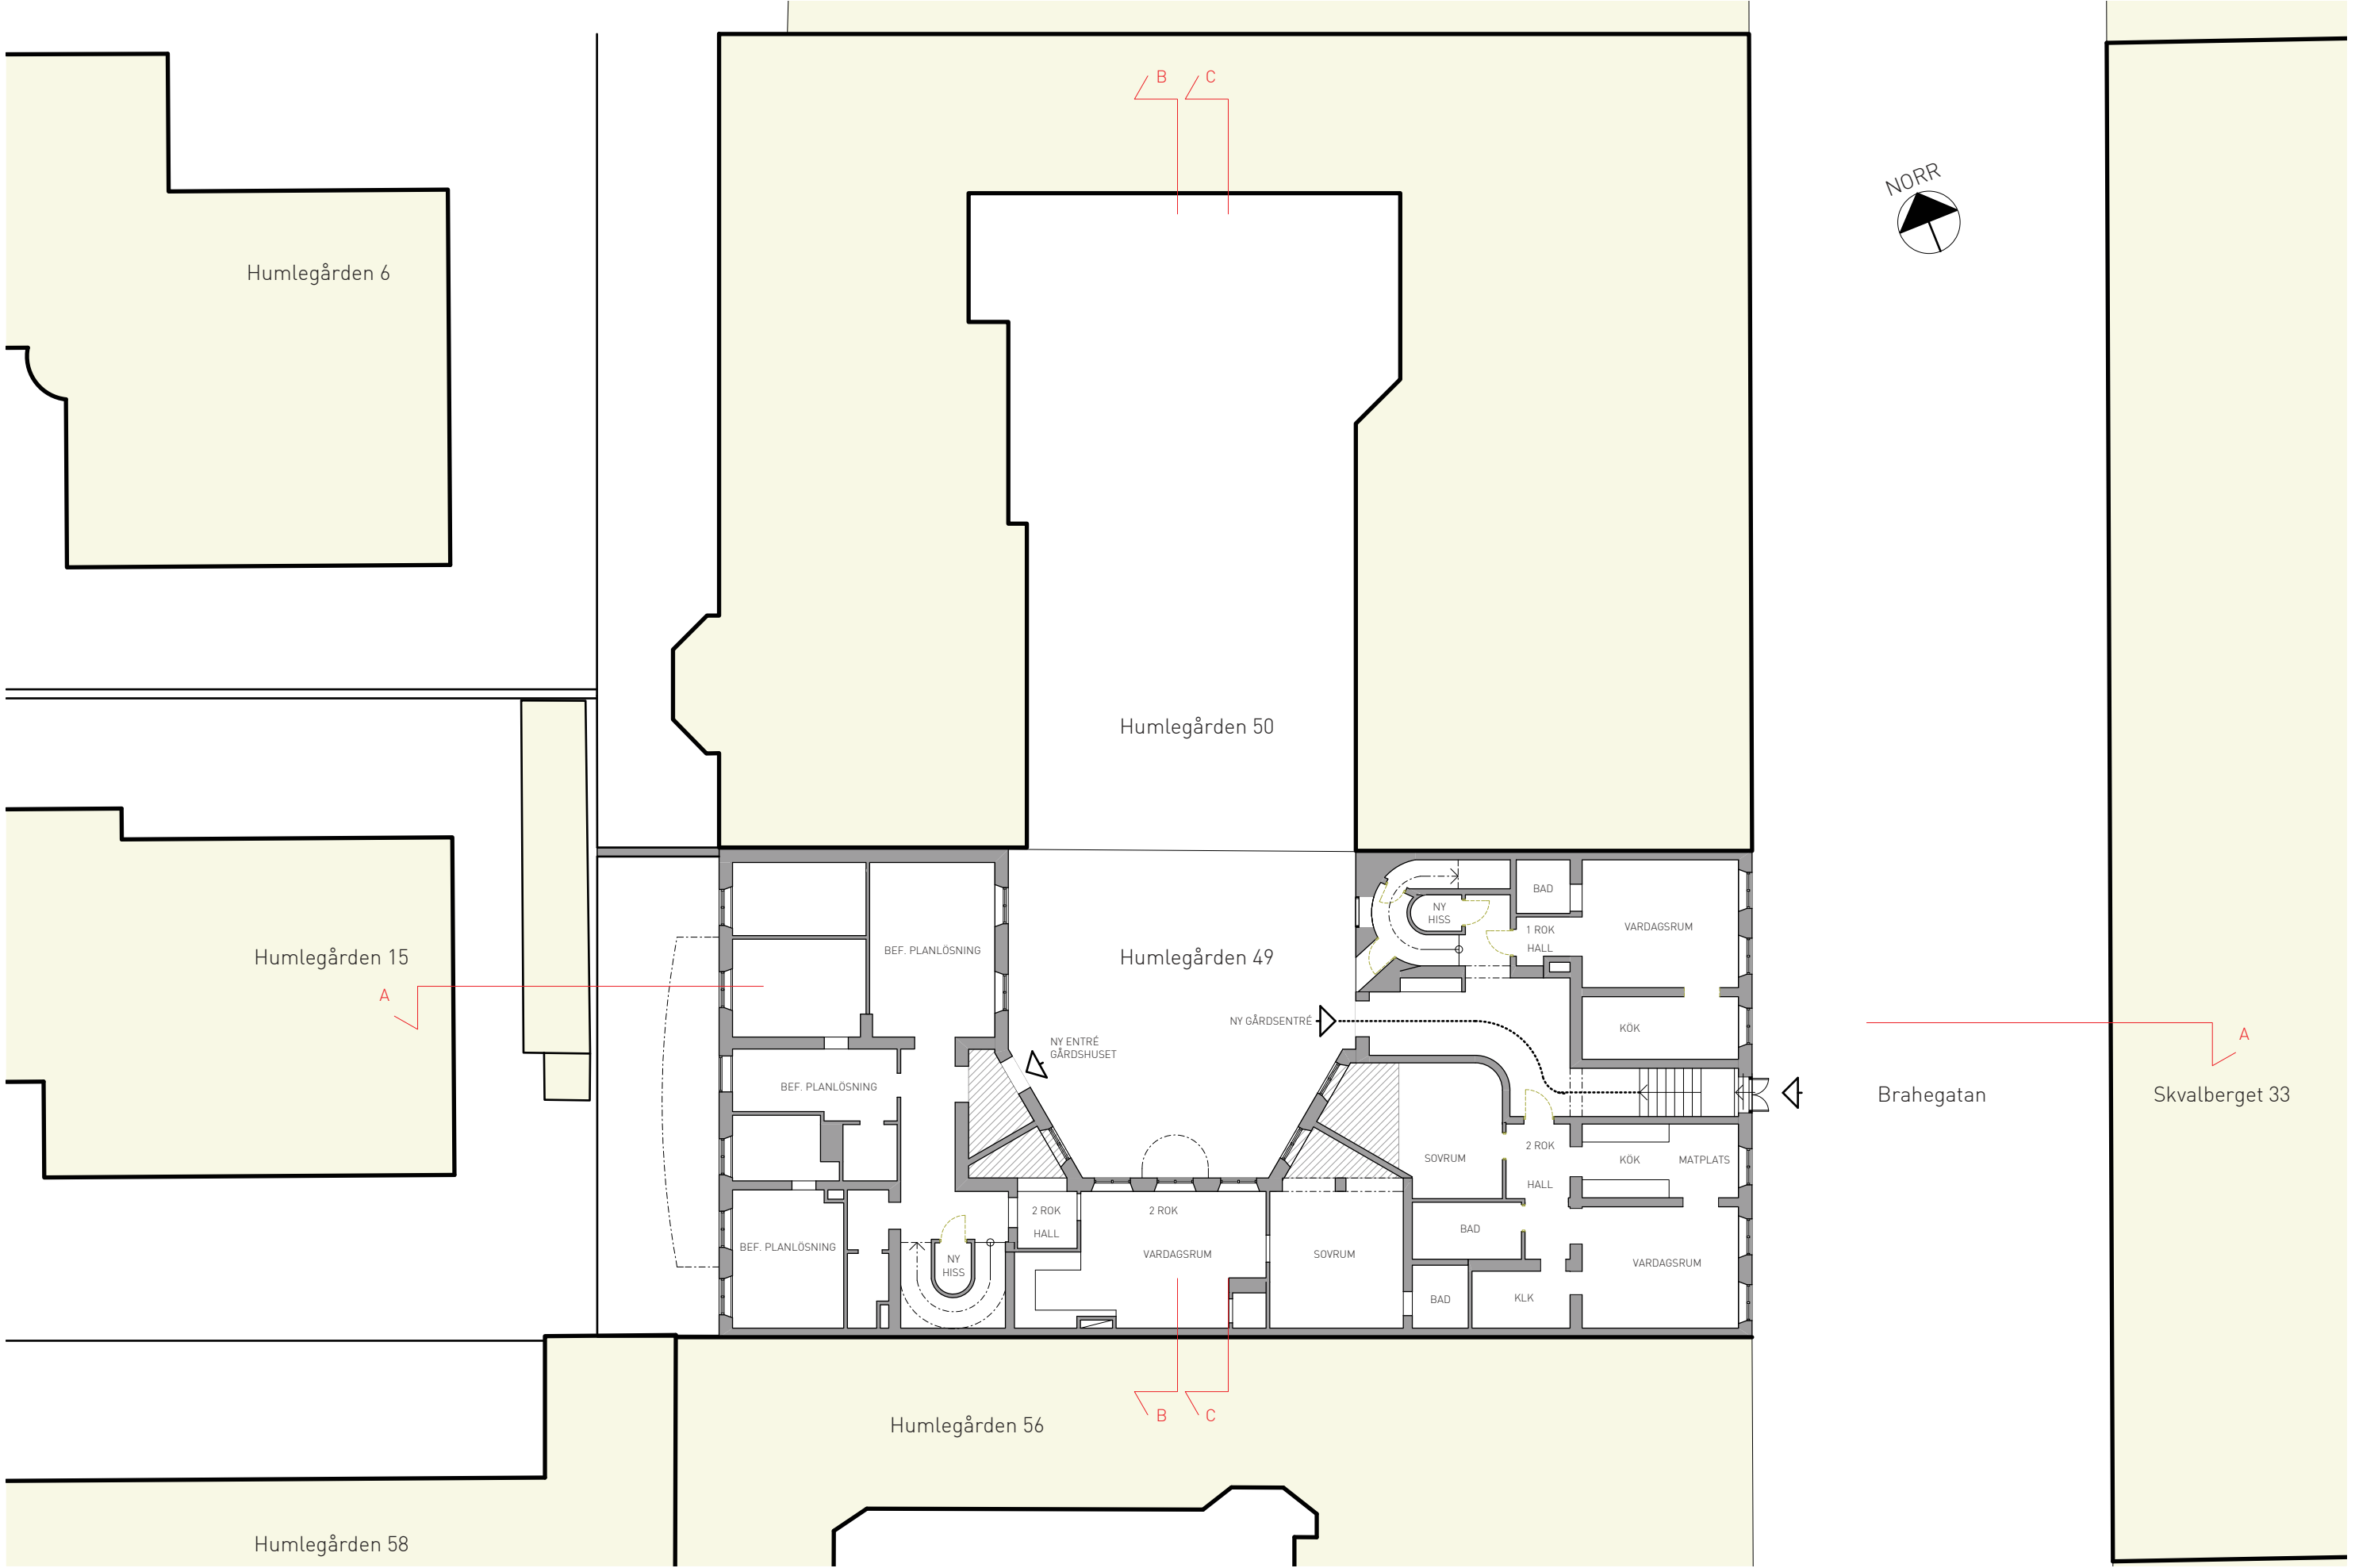 B
C
NORR
Humlegården 6
Humlegården 50
BAD
NY
HISS
1 ROK
HALL
VARDAGSRUM
BEF. PLANLÖSNING
Humlegården 15
Humlegården 49
A
NY GÅRDSENTRÉ
KÖK
A
NY ENTRÉ
GÅRDSHUSET
BEF. PLANLÖSNING
Brahegatan
Skvalberget 33
2 ROK
SOVRUM
KÖK
MATPLATS
HALL
2 ROK
HALL
2 ROK
BAD
BEF. PLANLÖSNING
NY
HISS
VARDAGSRUM
SOVRUM
VARDAGSRUM
BAD
KLK
B
C
Humlegården 56
Humlegården 58